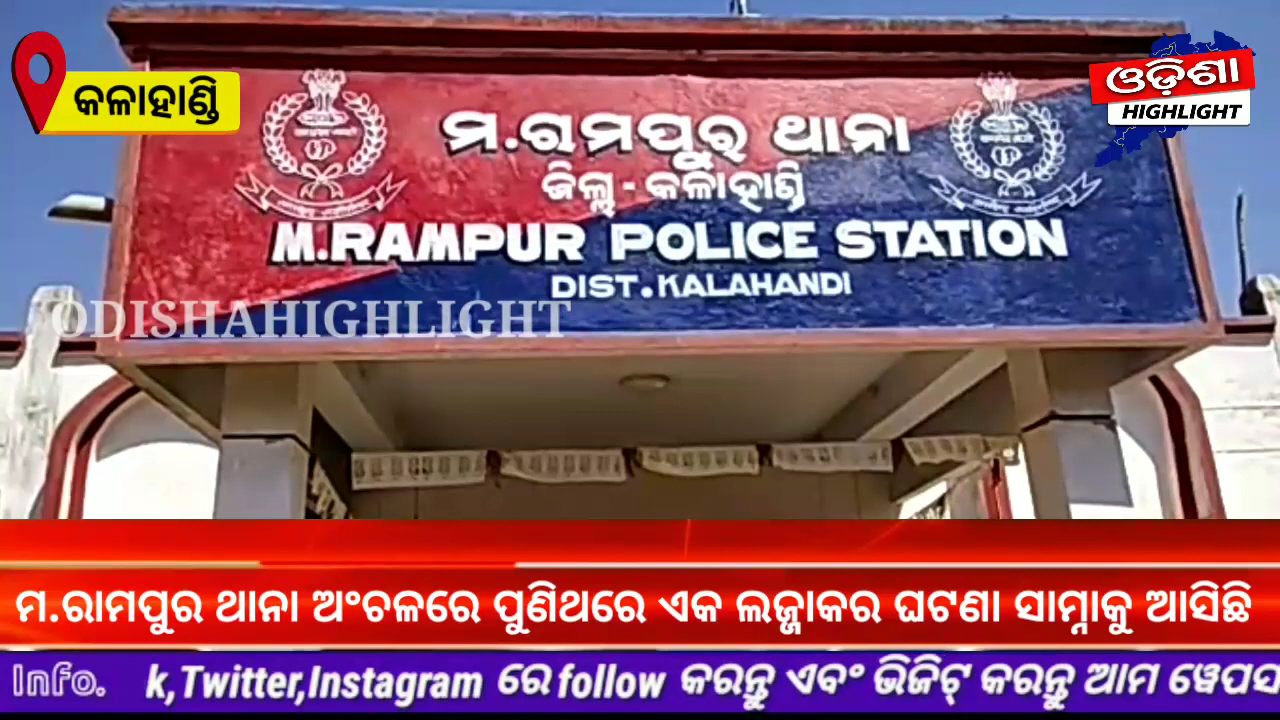 କଳାହାଣ୍ଡି
ଓଡ଼ିଶା
HIGHLIGHT
ମ.ରାମପୁର ଥାନା
ଜିଲ୍ଲା - କଳାହାଣ୍ଡି
M.RAMPUR POLICE STATION
DIST.KALAHANDI
ODISHAHIGHLIGHT
ମ.ରାମପୁର ଥାନା ଅଂଚଳରେ ପୁଣିଥରେ ଏକ ଲଜ୍ଜାକର ଘଟଣା ସାମ୍ନାକୁ ଆସିଛି
Info. k,Twitter,Instagram ରେ follow କରନ୍ତୁ ଏବଂ ଭିଜିଟ୍ କରନ୍ତୁ ଆମ ୱେପସ